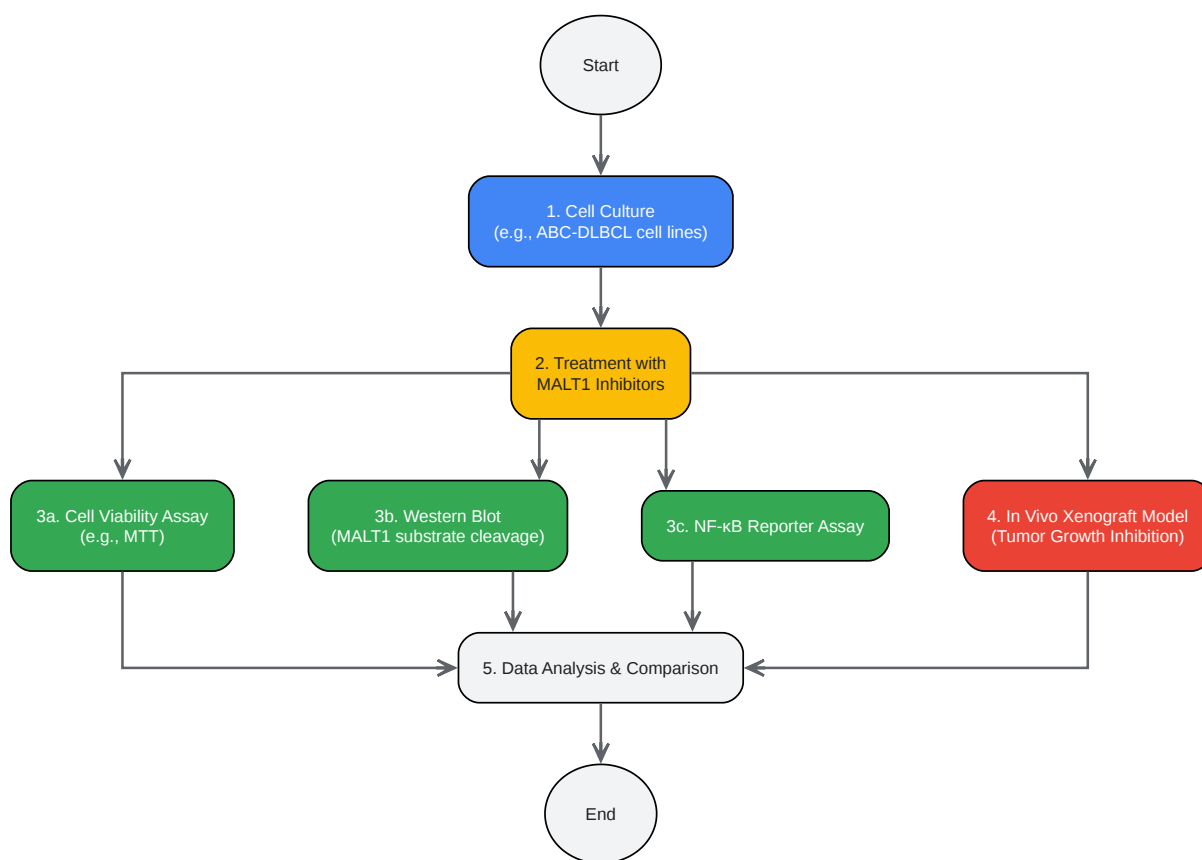 Start
1. Cell Culture
(e.g., ABC-DLBCL cell lines)
2. Treatment with
MALT1 Inhibitors
3a. Cell Viability Assay
(e.g., MTT)
3b. Western Blot
(MALT1 substrate cleavage)
3c. NF-κB Reporter Assay
4. In Vivo Xenograft Model
(Tumor Growth Inhibition)
5. Data Analysis & Comparison
End